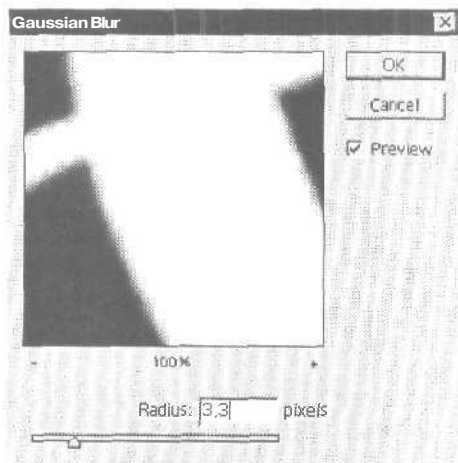 Gaussian Blur
OK
Cancel
Preview
- 100% +
Radius: 3,3 pixels